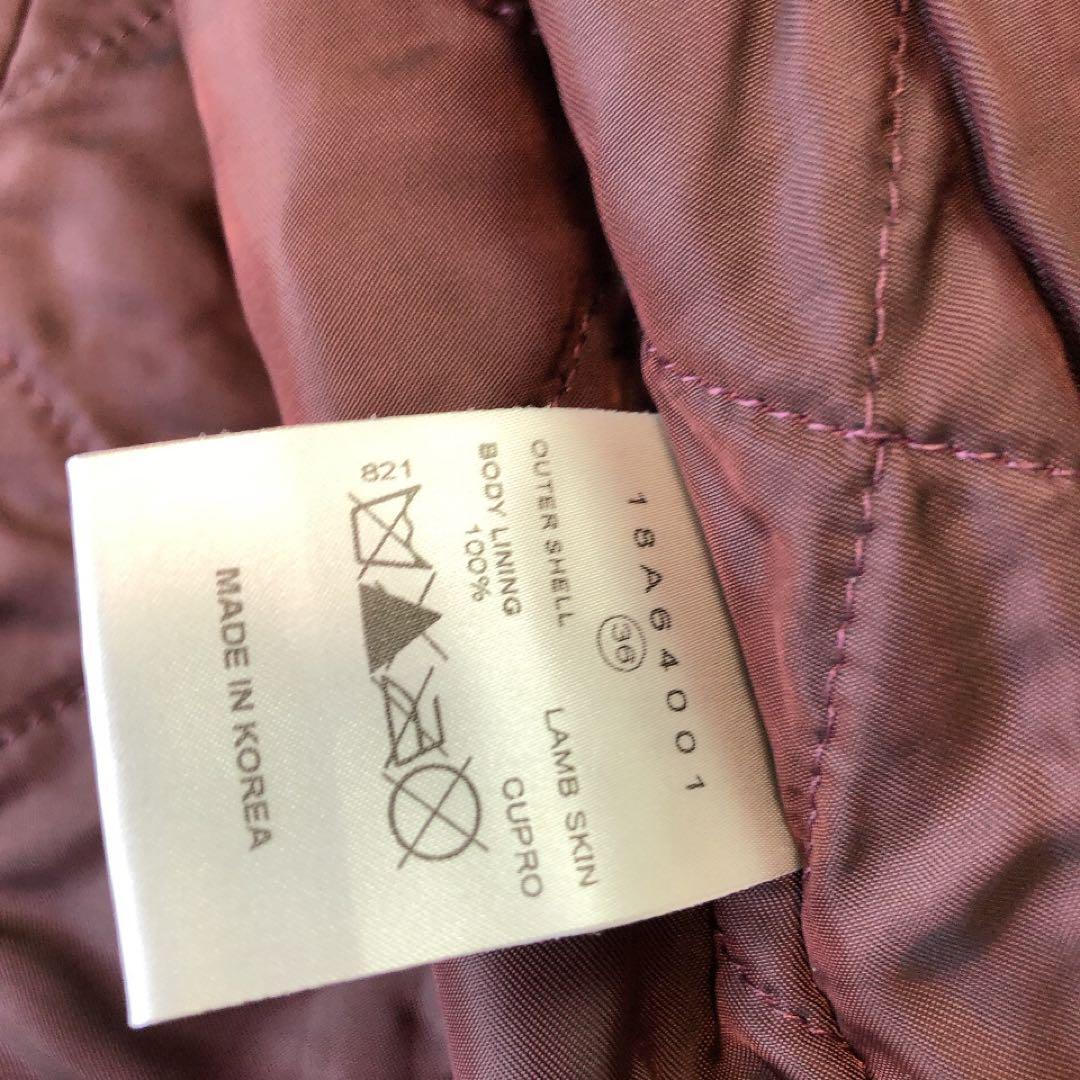 18A64001
36
OUTER SHELL LAMB SKIN
BODY LINING CUPRO
100%
821
MADE IN KOREA